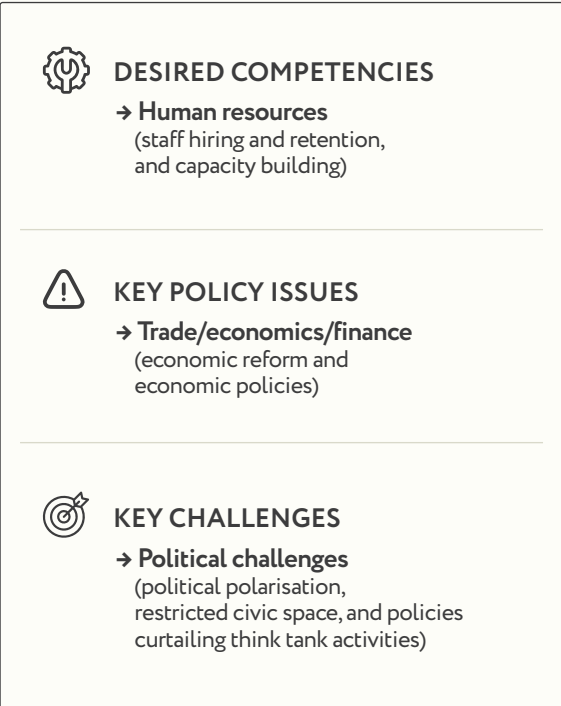 DESIRED COMPETENCIES
→ Human resources
(staff hiring and retention,
and capacity building)
KEY POLICY ISSUES
→ Trade/economics/finance
(economic reform and
economic policies)
KEY CHALLENGES
→ Political challenges
(political polarisation,
restricted civic space, and policies
curtailing think tank activities)